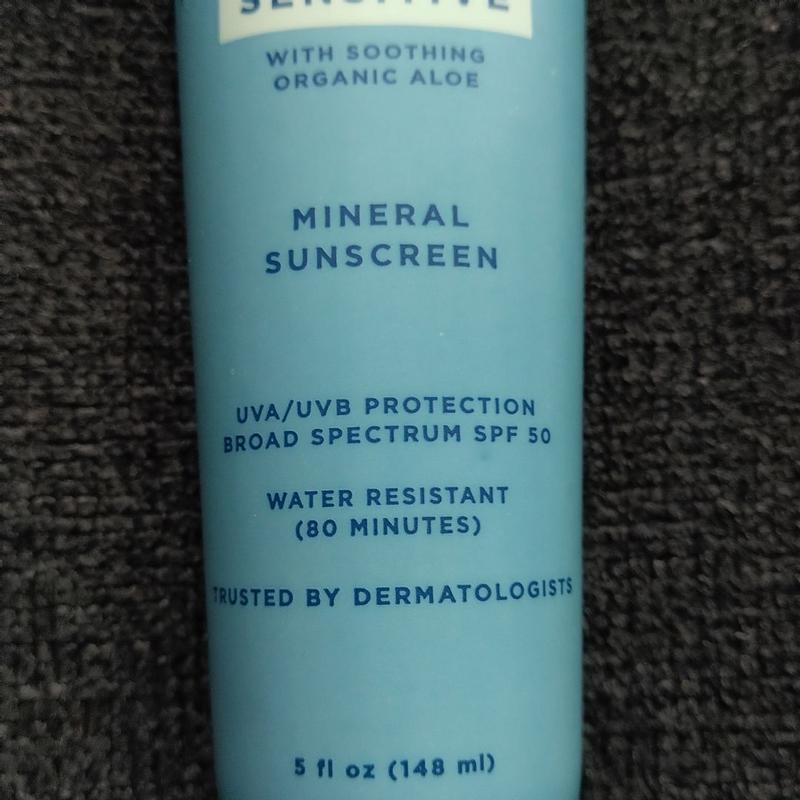 SENSITIVE
WITH SOOTHING
ORGANIC ALOE
MINERAL
SUNSCREEN
UVA/UVB PROTECTION
BROAD SPECTRUM SPF 50
WATER RESISTANT
(80 MINUTES)
TRUSTED BY DERMATOLOGISTS
5 fl oz (148 ml)